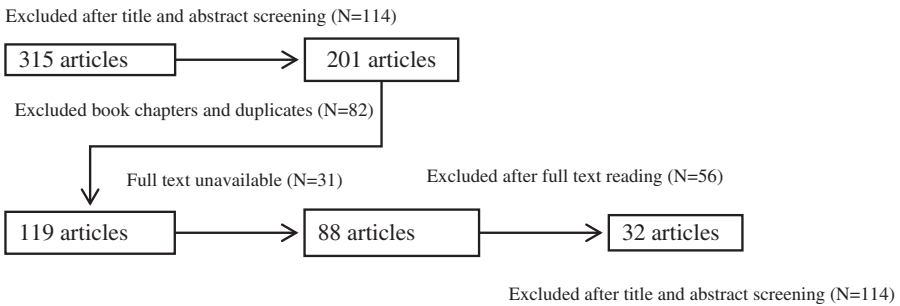 Excluded after title and abstract screening (N=114)
315 articles
201 articles
Excluded book chapters and duplicates (N=82)
Full text unavailable (N=31)
Excluded after full text reading (N=56)
119 articles
88 articles
32 articles
Excluded after title and abstract screening (N=114)